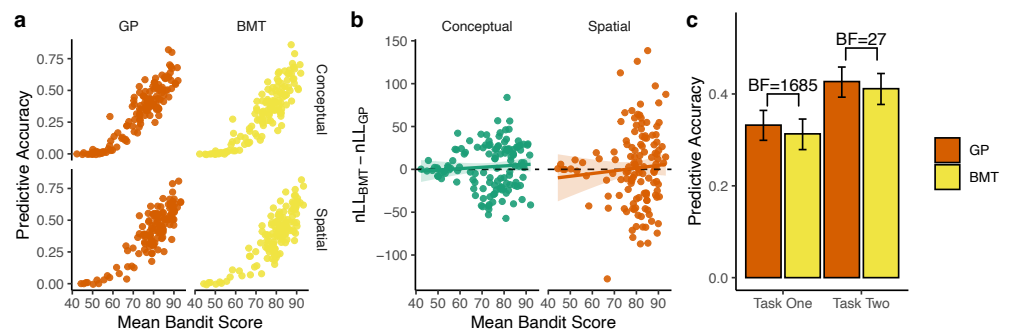 a
GP
BMT
Predictive Accuracy
0.75
0.50
0.25
0.00
Conceptual
0.75
0.50
0.25
0.00
Spatial
40 50 60 70 80 90 40 50 60 70 80 90
Mean Bandit Score
b
Conceptual
Spatial
nLLBMT − nLLGP
150
100
50
0
−50
−100
40 50 60 70 80 90 40 50 60 70 80 90
Mean Bandit Score
c
Predictive Accuracy
0.4
0.2
0.0
BF=1685
BF=27
Task One
Task Two
GP
BMT